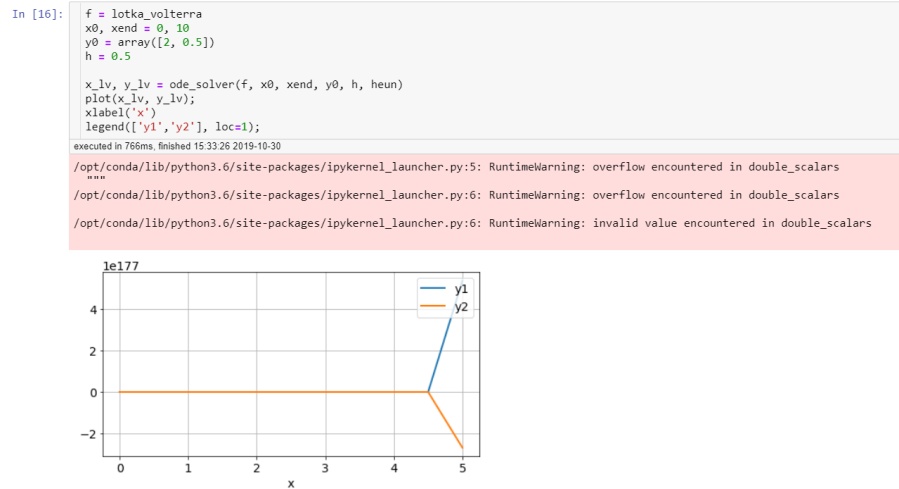 In [16]:
f = lotka_volterra
x0, xend = 0, 10
y0 = array([2, 0.5])
h = 0.5
x_lv, y_lv = ode_solver(f, x0, xend, y0, h, heun)
plot(x_lv, y_lv);
xlabel('x')
legend(['y1','y2'], loc=1);
executed in 766ms, finished 15:33:26 2019-10-30
/opt/conda/lib/python3.6/site-packages/ipykernel_launcher.py:5: RuntimeWarning: overflow encountered in double_scalars
"""
/opt/conda/lib/python3.6/site-packages/ipykernel_launcher.py:6: RuntimeWarning: overflow encountered in double_scalars
/opt/conda/lib/python3.6/site-packages/ipykernel_launcher.py:6: RuntimeWarning: invalid value encountered in double_scalars
1e177
y1
y2
4
2
0
−2
0 1 2 3 4 5
x